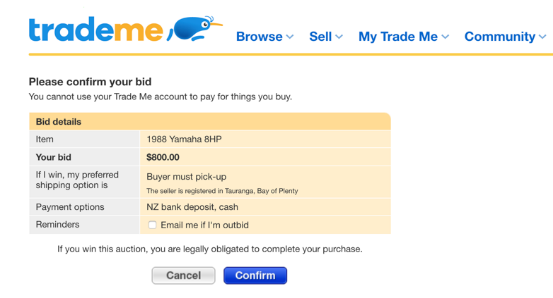 trademe
Browse Sell My Trade Me Community
Please confirm your bid
You cannot use your Trade Me account to pay for things you buy.
Bid details
Item 1988 Yamaha 8HP
Your bid $800.00
If I win, my preferred
shipping option is
Buyer must pick-up
The seller is registered in Tauranga, Bay of Plenty
Payment options NZ bank deposit, cash
Reminders Email me if I'm outbid
If you win this auction, you are legally obligated to complete your purchase.
Cancel Confirm